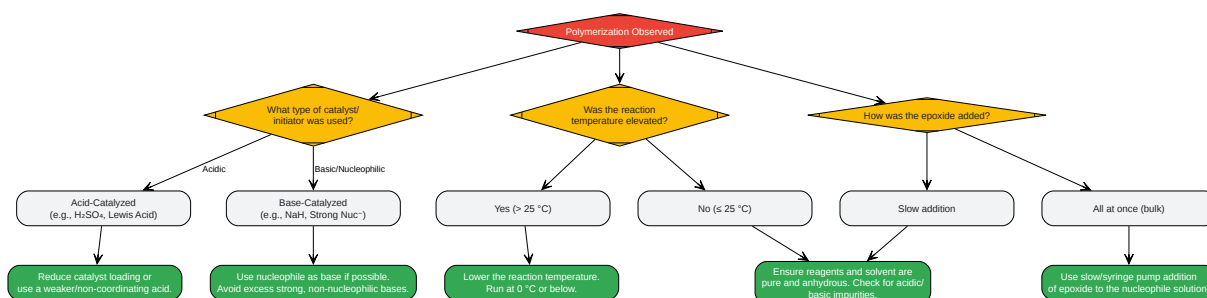 Polymerization Observed
What type of catalyst/
initiator was used?
Was the reaction
temperature elevated?
How was the epoxide added?
Acidic
Basic/Nucleophilic
Acid-Catalyzed
(e.g., H₂SO₄, Lewis Acid)
Base-Catalyzed
(e.g., NaH, Strong Nuc⁻)
Yes (> 25 °C)
No (≤ 25 °C)
Slow addition
All at once (bulk)
Reduce catalyst loading or
use a weaker/non-coordinating acid.
Use nucleophile as base if possible.
Avoid excess strong, non-nucleophilic bases.
Lower the reaction temperature.
Run at 0 °C or below.
Ensure reagents and solvent are
pure and anhydrous. Check for acidic/
basic impurities.
Use slow/syringe pump addition
of epoxide to the nucleophile solution.